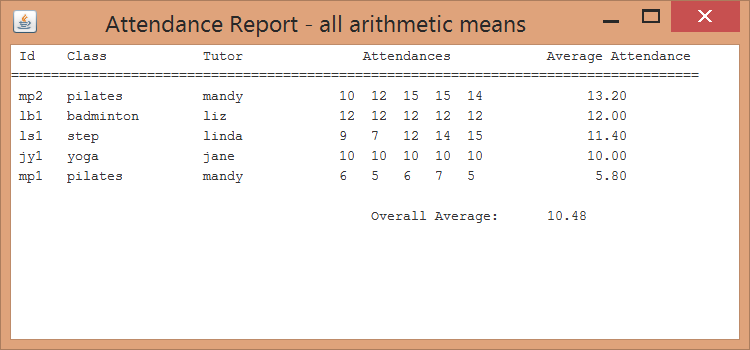 Attendance Report - all arithmetic means
Id Class Tutor Attendances Average Attendance
======================================================================================
mp2 pilates mandy 10 12 15 15 14 13.20
lb1 badminton liz 12 12 12 12 12 12.00
ls1 step linda 9 7 12 14 15 11.40
jy1 yoga jane 10 10 10 10 10 10.00
mp1 pilates mandy 6 5 6 7 5 5.80
Overall Average: 10.48